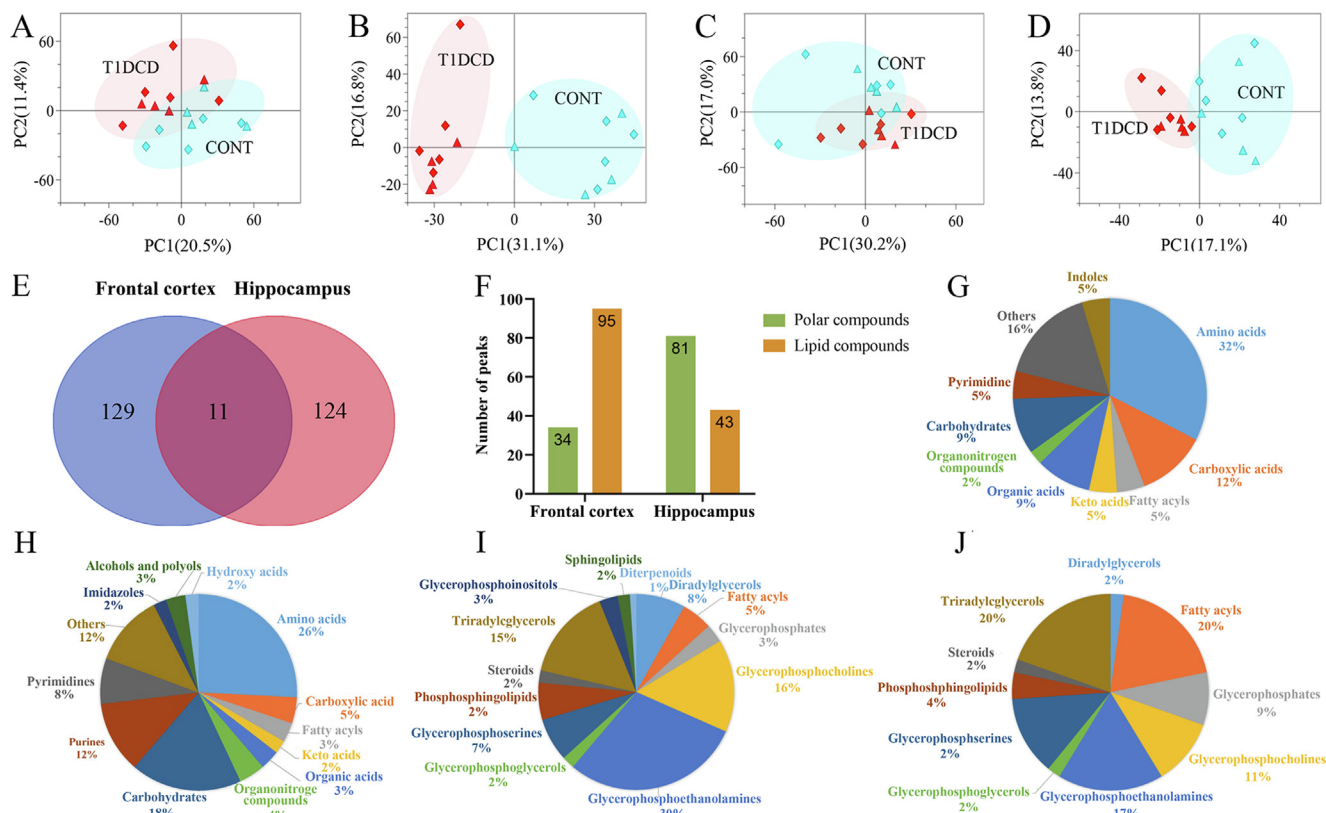 A
60
0
-60
-60
0
60
PC2(11.4%)
PC1(20.5%)
T1DCD
CONT
B
60
40
20
0
-20
-30
0
30
PC2(16.8%)
PC1(31.1%)
T1DCD
CONT
C
60
0
-60
-60
0
60
PC2(17.0%)
PC1(30.2%)
CONT
T1DCD
D
40
0
-40
-40
0
40
PC2(13.8%)
PC1(17.1%)
T1DCD
CONT
E
Frontal cortex
Hippocampus
129
11
124
F
Number of peaks
100
80
60
40
20
0
34
95
81
43
Frontal cortex
Hippocampus
Polar compounds
Lipid compounds
G
Indoles
5%
Others
16%
Amino acids
32%
Pyrimidine
5%
Carbohydrates
9%
Organonitrogen
compounds
2%
Organic acids
9%
Keto acids
5%
Fatty acyls
5%
Carboxylic acids
12%
H
Alcohols and polyols
3%
Hydroxy acids
2%
Imidazoles
2%
Others
12%
Amino acids
26%
Pyrimidines
8%
Carboxylic acid
5%
Fatty acyls
3%
Keto acids
2%
Purines
12%
Organic acids
3%
Organonitroge
compounds
4%
Carbohydrates
18%
I
Sphingolipids
2%
Diterpenoids
1%
Diradylglycerols
8%
Glycerophosphoinositols
3%
Fatty acyls
5%
Triradylcglycerols
15%
Glycerophosphates
3%
Steroids
2%
Glycerophosphocholines
16%
Phosphosphingolipids
2%
Glycerophosphoserines
7%
Glycerophosphoglycerols
2%
Glycerophosphoethanolamines
30%
J
Diradylglycerols
2%
Triradylcglycerols
20%
Fatty acyls
20%
Steroids
2%
Phosphoshpingolipids
4%
Glycerophosphates
9%
Glycerophosphserines
2%
Glycerophosphocholines
11%
Glycerophosphoglycerols
2%
Glycerophosphoethanolamines
17%